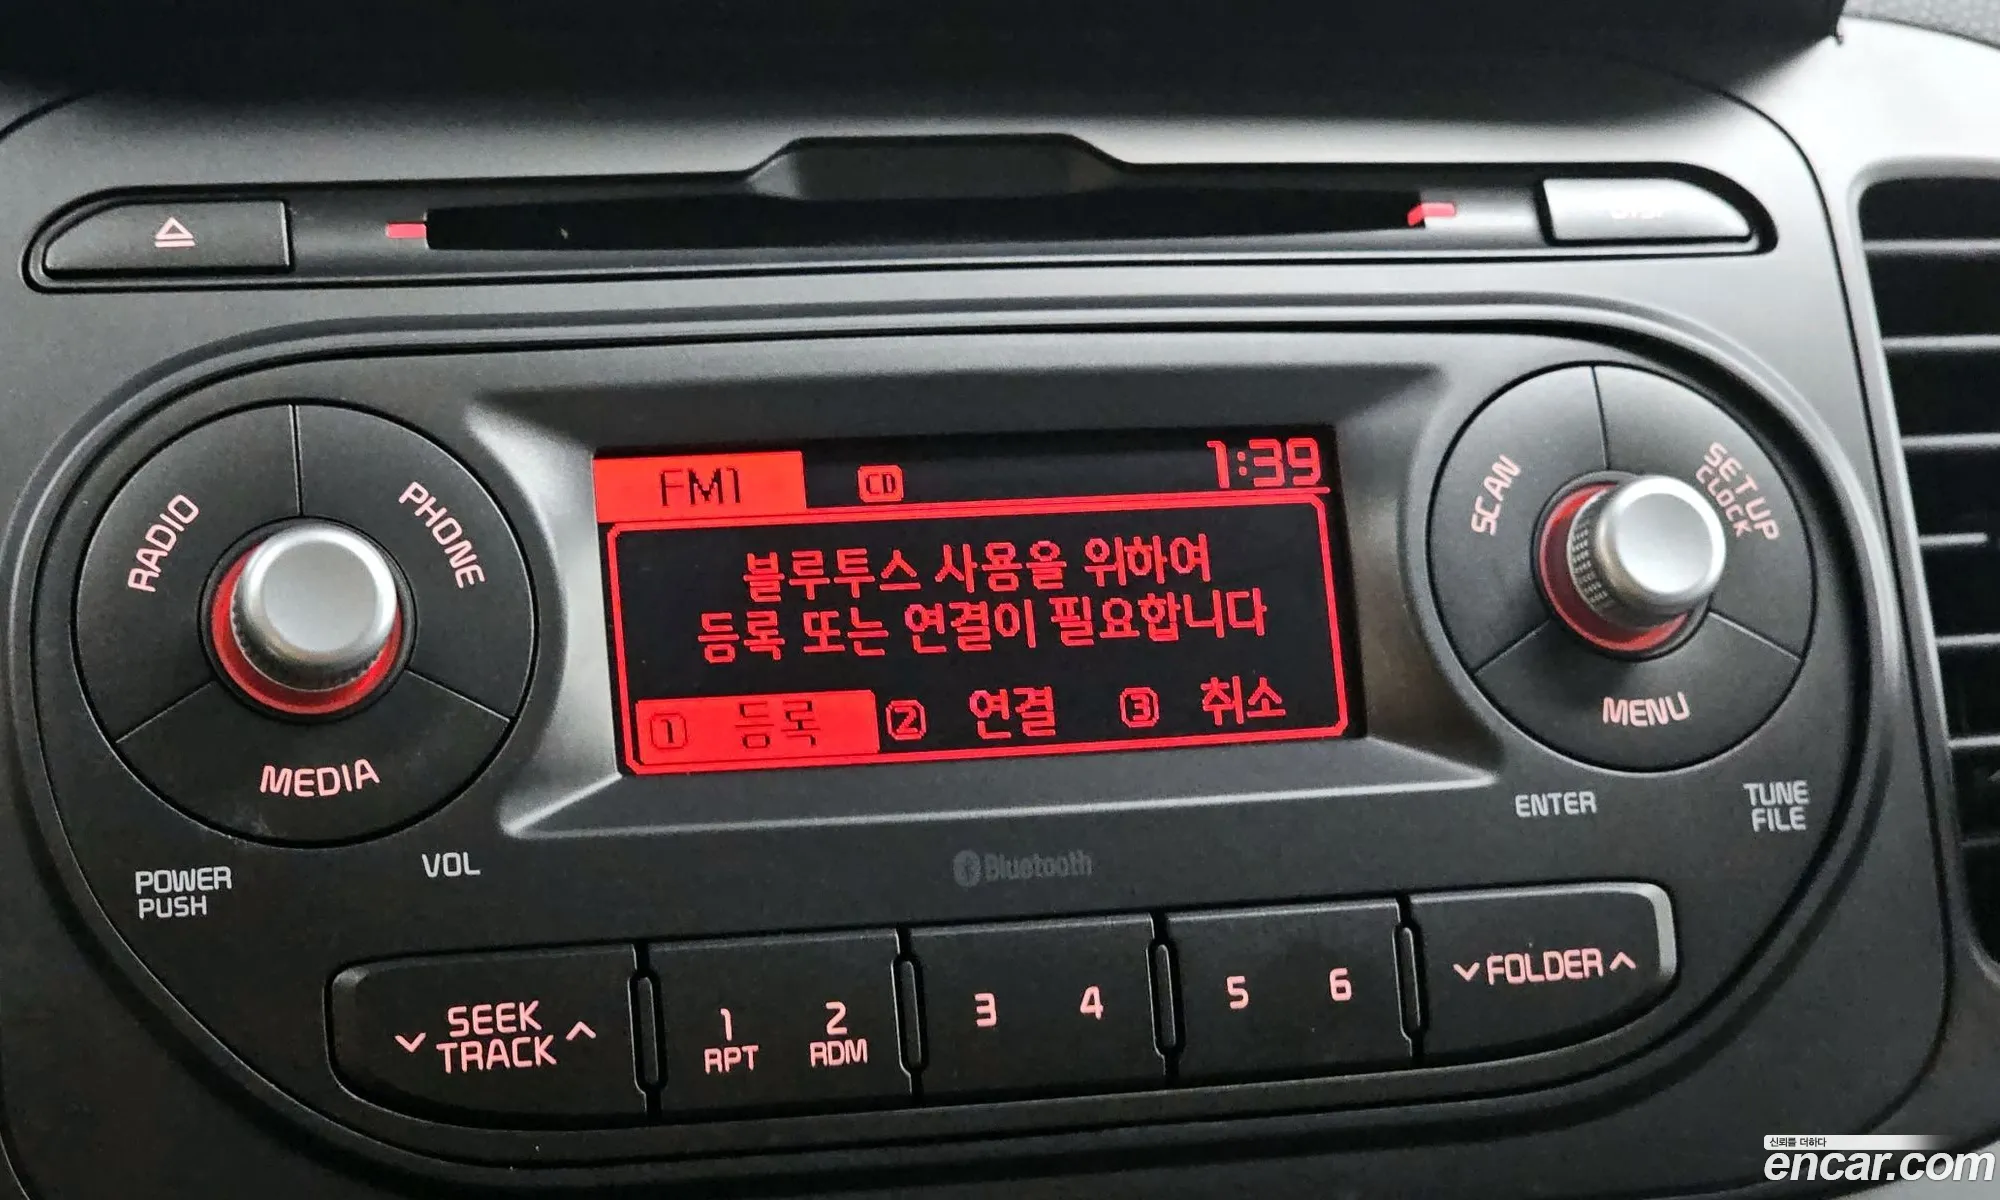 FM1
CD
1:39
블루투스 사용을 위하여
등록 또는 연결이 필요합니다
1 등록
2 연결
3 취소
RADIO
PHONE
MEDIA
POWER
PUSH
VOL
SCAN
SETUP
CLOCK
MENU
ENTER
TUNE
FILE
Bluetooth
SEEK
TRACK
1
RPT
2
RDM
3
4
5
6
FOLDER
신뢰를 더하다
encar.com